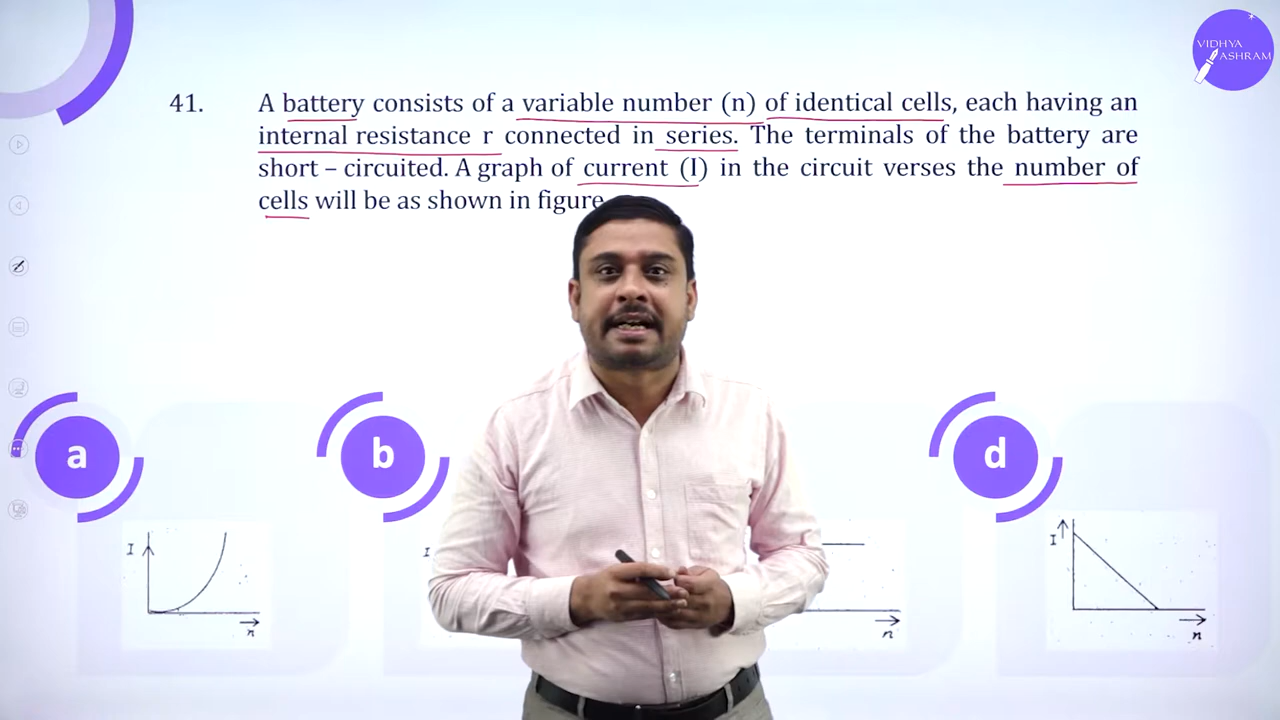 VIDHYA
ASHRAM
41. A battery consists of a variable number (n) of identical cells, each having an
internal resistance r connected in series. The terminals of the battery are
short – circuited. A graph of current (I) in the circuit verses the number of
cells will be as shown in figure
a
b
d
I
n
I
n
I
n